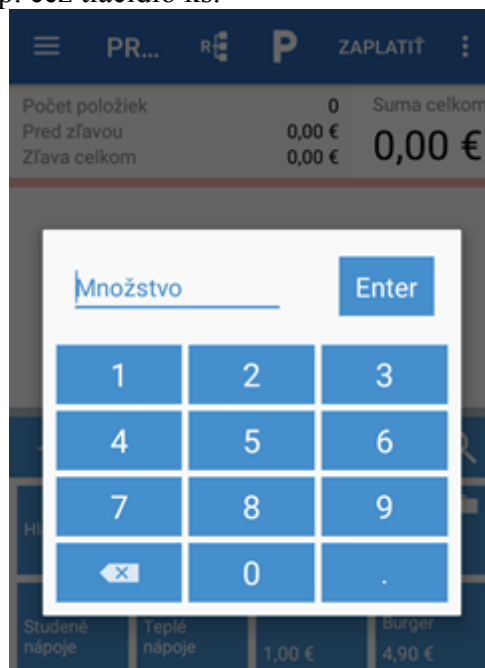 ≡ PR... R P ZAPLATIŤ
Počet položiek 0 Suma celkom
Pred zľavou 0,00 € 0,00 €
Zľava celkom 0,00 €
Množstvo Enter
1 2 3
4 5 6
7 8 9
0 .
Studené nápoje
Teplé nápoje
1,00 €
Burger
4,90 €